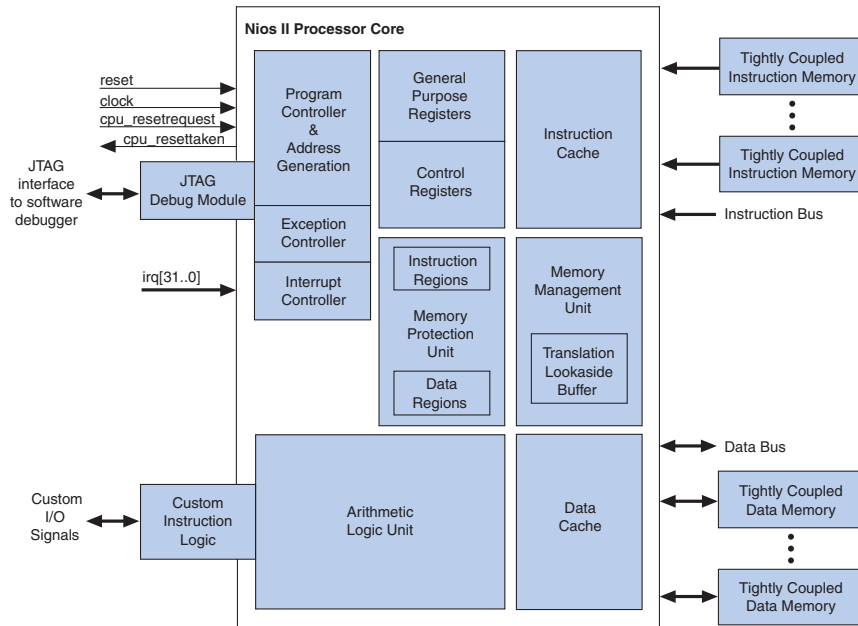 Nios II Processor Core
reset
clock
cpu_resetrequest
cpu_resettaken
JTAG
interface
to software
debugger
JTAG
Debug Module
irq[31..0]
Custom
I/O
Signals
Custom
Instruction
Logic
Program
Controller
&
Address
Generation
Exception
Controller
Interrupt
Controller
General
Purpose
Registers
Control
Registers
Instruction
Cache
Instruction
Regions
Memory
Protection
Unit
Data
Regions
Memory
Management
Unit
Translation
Lookaside
Buffer
Arithmetic
Logic Unit
Data
Cache
Tightly Coupled
Instruction Memory
Tightly Coupled
Instruction Memory
Instruction Bus
Data Bus
Tightly Coupled
Data Memory
Tightly Coupled
Data Memory